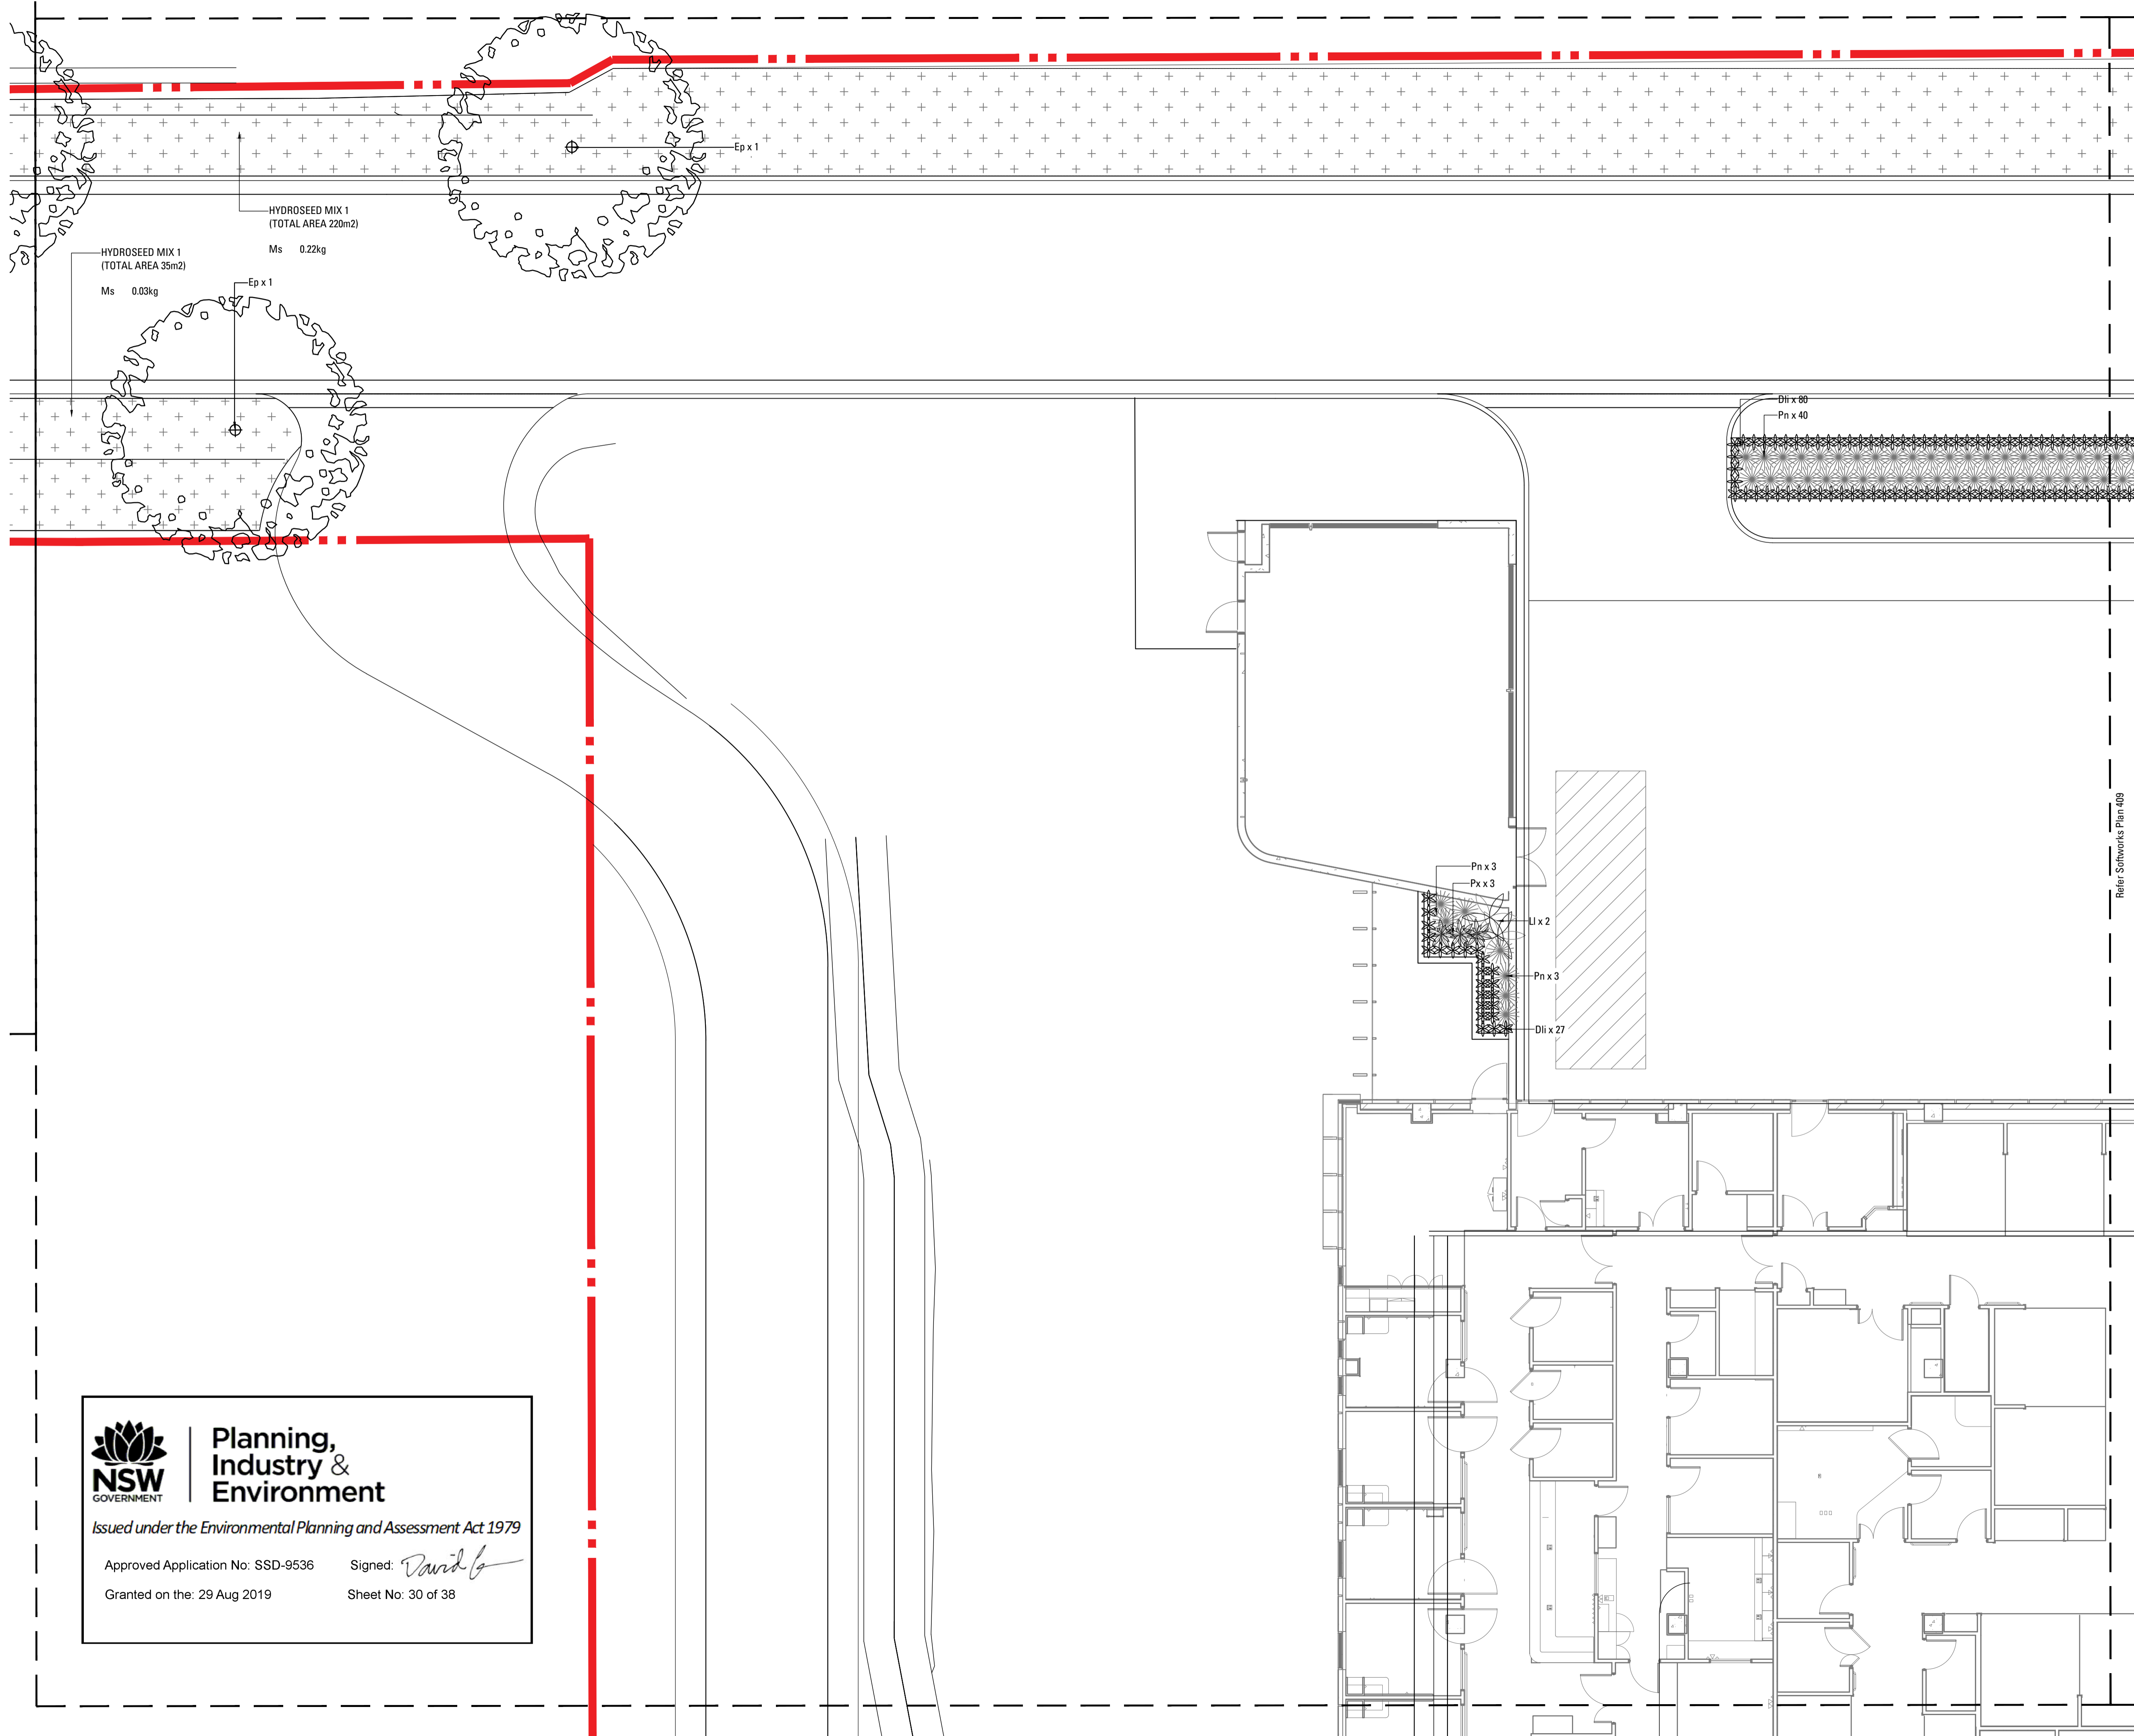 Ep x 1
HYDROSEED MIX 1
(TOTAL AREA 220m2)
Ms 0.22kg
HYDROSEED MIX 1
(TOTAL AREA 35m2)
Ms 0.03kg
Ep x 1
Dli x 80
Pn x 40
Refer Softworks Plan 409
Pn x 3
Px x 3
Ll x 2
Pn x 3
Dli x 27
NSW
GOVERNMENT
Planning,
Industry &
Environment
Issued under the Environmental Planning and Assessment Act 1979
Approved Application No: SSD-9536
Signed: David
Granted on the: 29 Aug 2019
Sheet No: 30 of 38